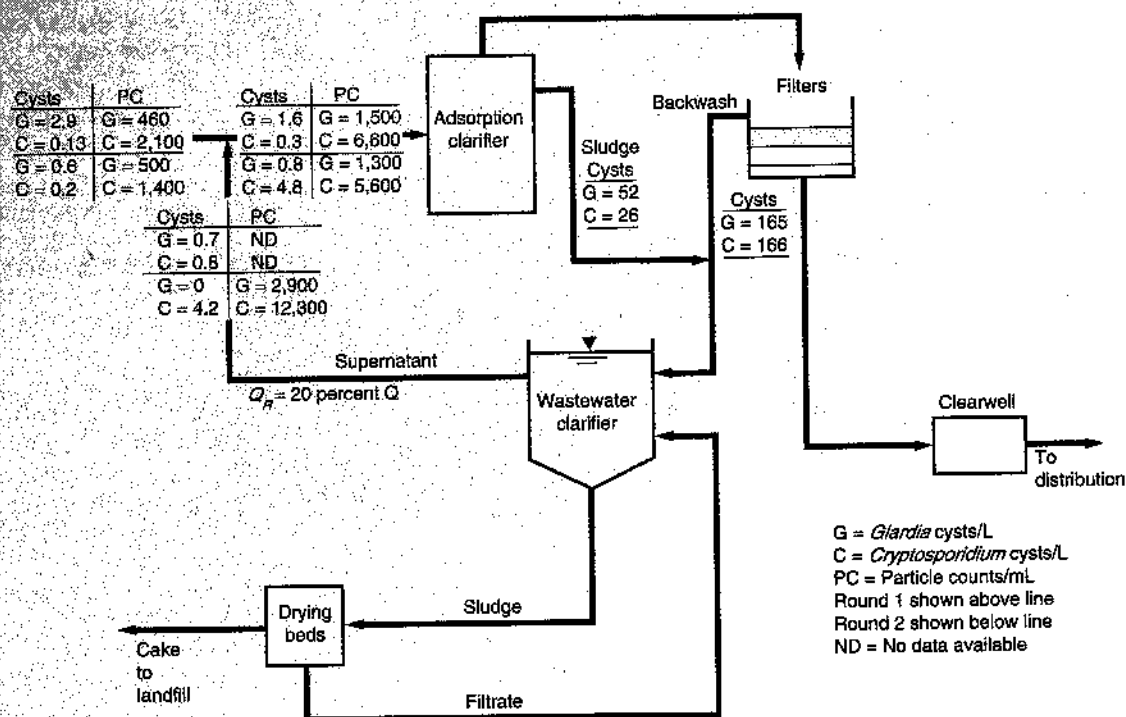 Cysts PC
G = 2.9 G = 460
C = 0.13 C = 2,100
G = 0.6 G = 500
C = 0.2 C = 1,400
Cysts PC
G = 1.6 G = 1,500
C = 0.3 C = 6,600
G = 0.8 G = 1,300
C = 4.8 C = 5,600
Adsorption
clarifier
Filters
Backwash
Sludge
Cysts
G = 52
C = 26
Cysts
G = 165
C = 166
Cysts PC
G = 0.7 ND
C = 0.8 ND
G = 0 G = 2,900
C = 4.2 C = 12,300
Supernatant
Q_R = 20 percent Q
Wastewater
clarifier
Clearwell
To
distribution
G = Giardia cysts/L
C = Cryptosporidium cysts/L
PC = Particle counts/mL
Round 1 shown above line
Round 2 shown below line
ND = No data available
Drying
beds
Sludge
Cake
to
landfill
Filtrate